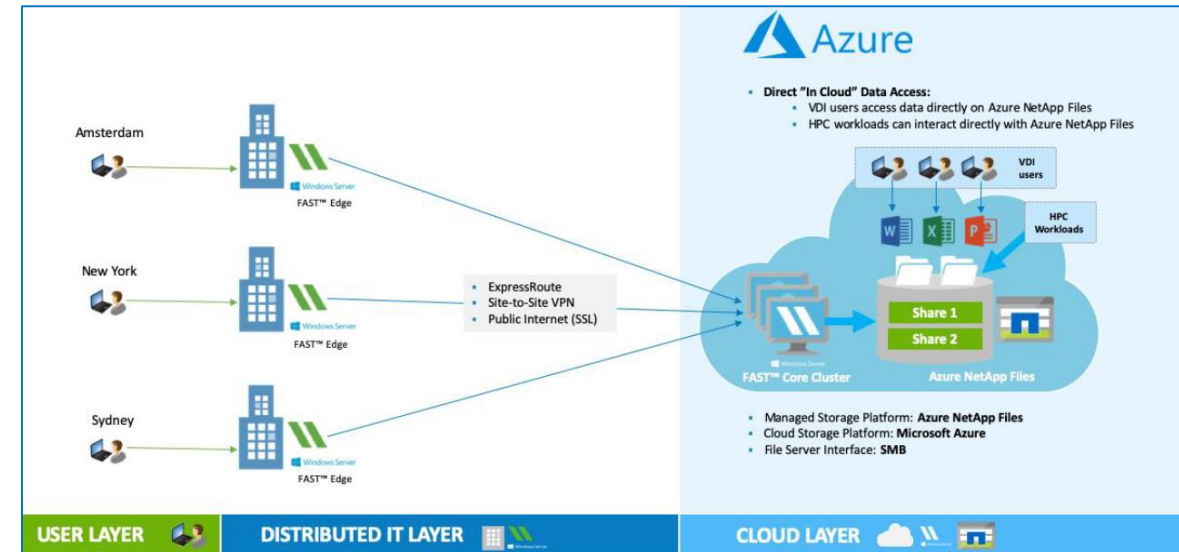 Azure
▪ Direct "In Cloud" Data Access:
▪ VDI users access data directly on Azure NetApp Files
▪ HPC workloads can interact directly with Azure NetApp Files
VDI
users
HPC
Workloads
Amsterdam
Windows Server
FAST™ Edge
New York
Windows Server
FAST™ Edge
▪ ExpressRoute
▪ Site-to-Site VPN
▪ Public Internet (SSL)
Sydney
Windows Server
FAST™ Edge
W
X
P
Share 1
Share 2
n
Windows Server
FAST™ Core Cluster
Azure NetApp Files
▪ Managed Storage Platform: Azure NetApp Files
▪ Cloud Storage Platform: Microsoft Azure
▪ File Server Interface: SMB
USER LAYER
DISTRIBUTED IT LAYER
Windows Server
CLOUD LAYER